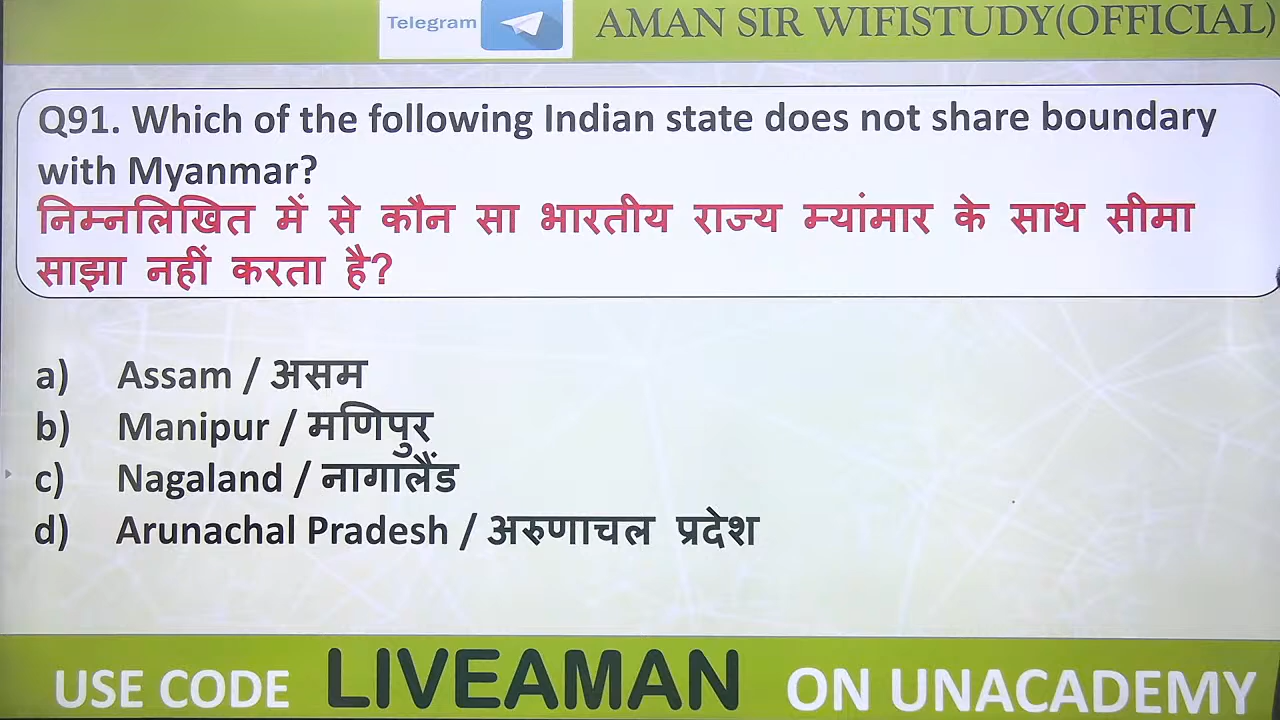 Telegram
AMAN SIR WIFISTUDY(OFFICIAL)
Q91. Which of the following Indian state does not share boundary
with Myanmar?
निम्नलिखित में से कौन सा भारतीय राज्य म्यांमार के साथ सीमा
साझा नहीं करता है?
a) Assam / असम
b) Manipur / मणिपुर
c) Nagaland / नागालैंड
d) Arunachal Pradesh / अरुणाचल प्रदेश
USE CODE LIVEAMAN ON UNACADEMY